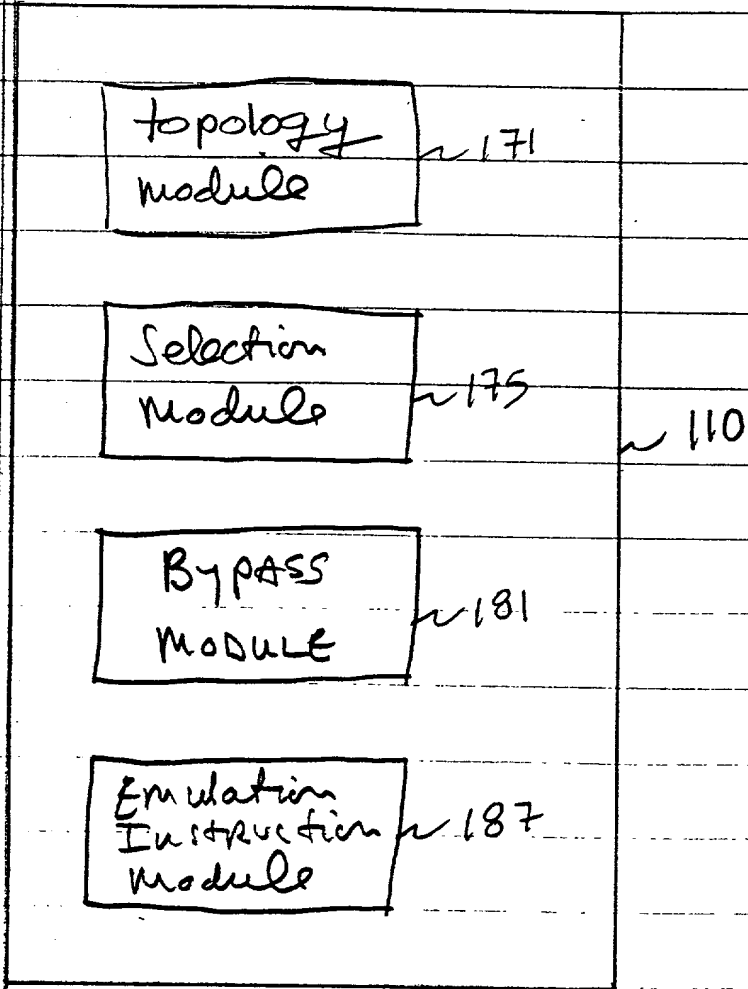 topology
module
171
Selection
module
175
110
BypASS
MODULE
181
Emulation
Instruction
module
187